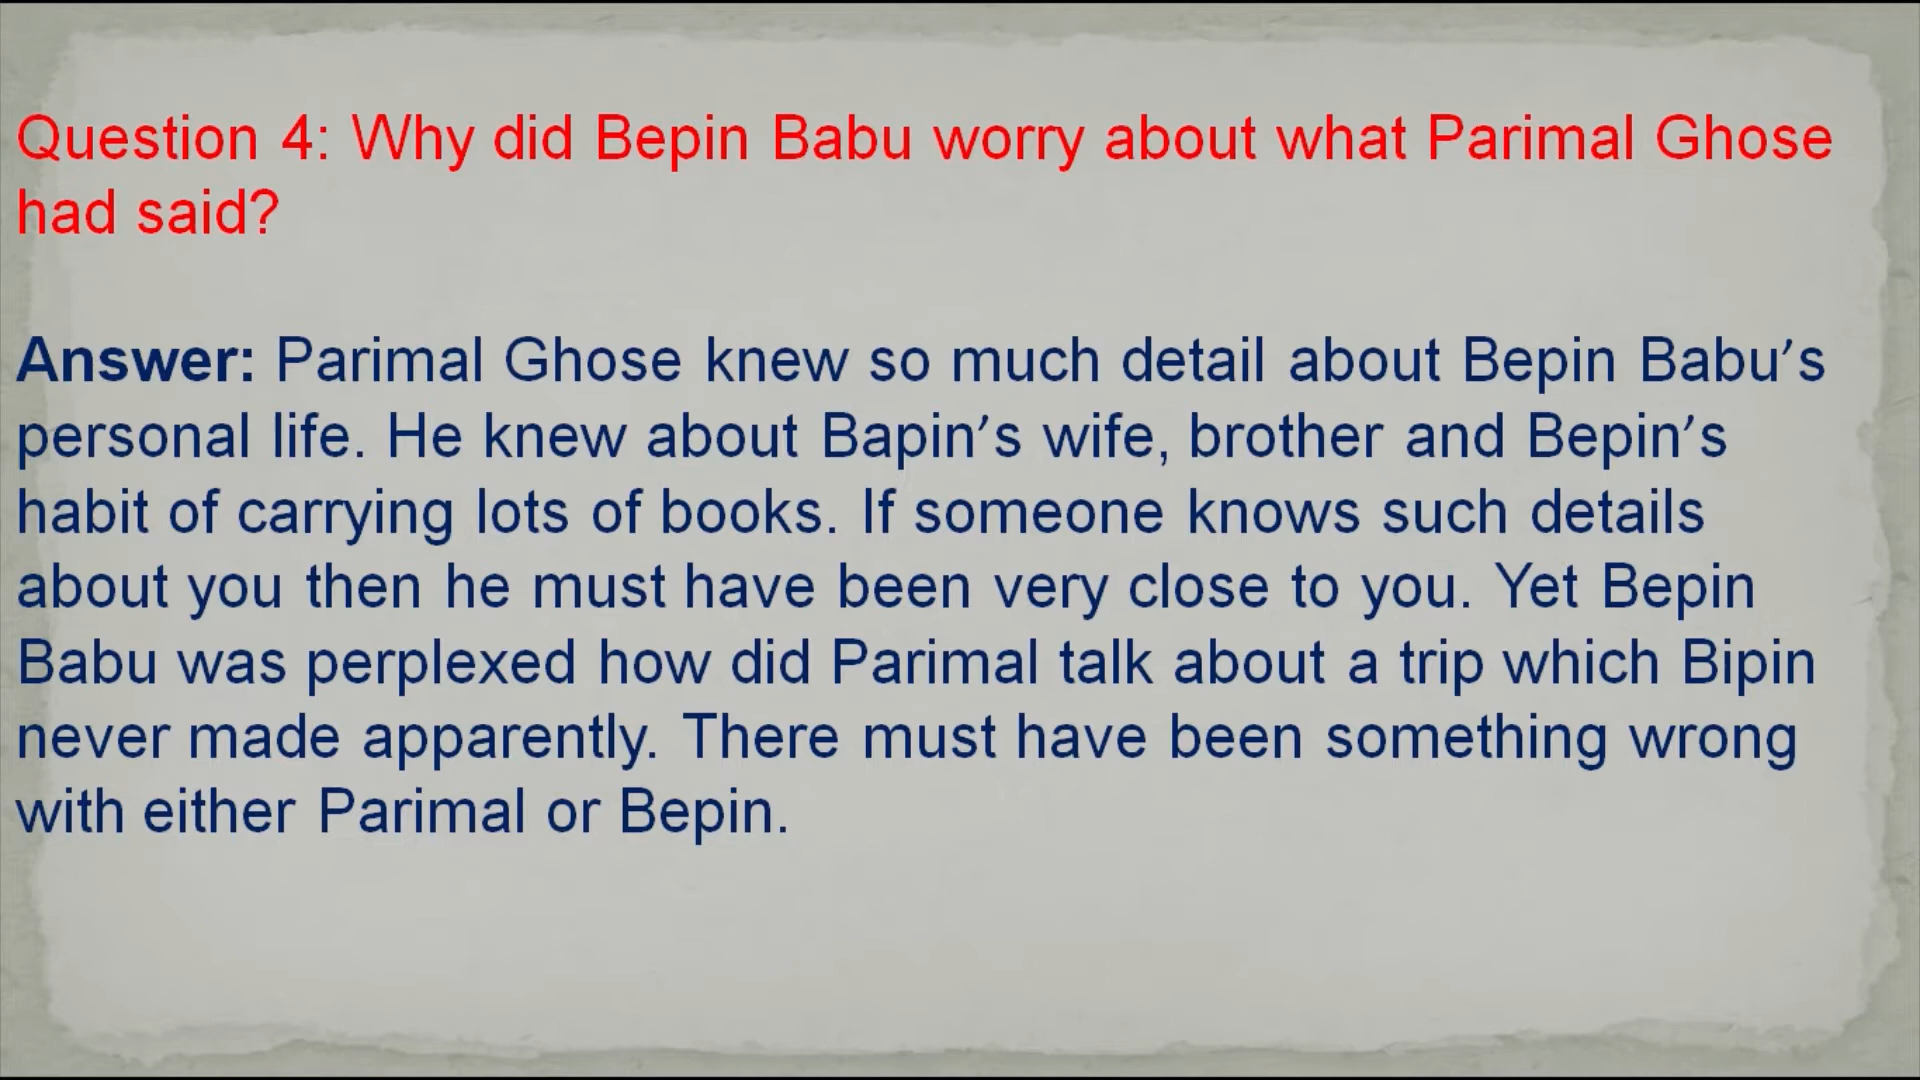 Question 4: Why did Bepin Babu worry about what Parimal Ghose
had said?
Answer: Parimal Ghose knew so much detail about Bepin Babu’s
personal life. He knew about Bapin’s wife, brother and Bepin’s
habit of carrying lots of books. If someone knows such details
about you then he must have been very close to you. Yet Bepin
Babu was perplexed how did Parimal talk about a trip which Bipin
never made apparently. There must have been something wrong
with either Parimal or Bepin.